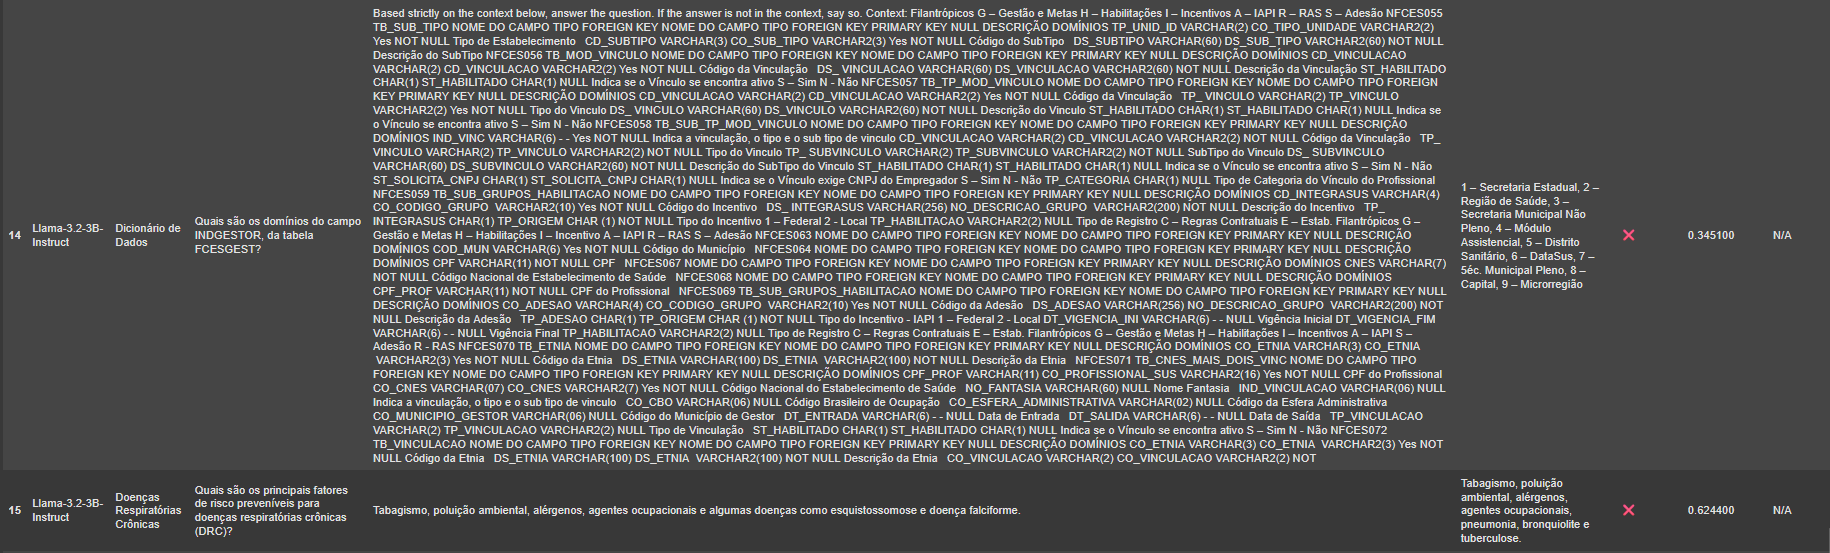 Based strictly on the context below, answer the question. If the answer is not in the context, say so. Context: Filantrópicos G – Gestão e Metas H – Habilitações I – Incentivos A – IAPI R – RAS S – Adesão NFCES055
TB_SUB_TIPO NOME DO CAMPO TIPO FOREIGN KEY NOME DO CAMPO TIPO FOREIGN KEY PRIMARY KEY NULL DESCRIÇÃO DOMÍNIOS TP_UNID_ID VARCHAR(2) CO_TIPO_UNIDADE VARCHAR2(2)
Yes NOT NULL Tipo de Estabelecimento CD_SUBTIPO VARCHAR(3) CO_SUB_TIPO VARCHAR2(3) Yes NOT NULL Código do SubTipo DS_SUBTIPO VARCHAR(60) DS_SUB_TIPO VARCHAR2(60) NOT NULL
Descrição do SubTipo NFCES056 TB_MOD_VINCULO NOME DO CAMPO TIPO FOREIGN KEY NOME DO CAMPO TIPO FOREIGN KEY PRIMARY KEY NULL DESCRIÇÃO DOMÍNIOS CD_VINCULACAO
VARCHAR(2) CD_VINCULACAO VARCHAR2(2) Yes NOT NULL Código da Vinculação DS_ VINCULACAO VARCHAR(60) DS_VINCULACAO VARCHAR2(60) NOT NULL Descrição da Vinculação ST_HABILITADO
CHAR(1) ST_HABILITADO CHAR(1) NULL Indica se o Vínculo se encontra ativo S – Sim N - Não NFCES057 TB_TP_MOD_VINCULO NOME DO CAMPO TIPO FOREIGN KEY NOME DO CAMPO TIPO FOREIGN
KEY PRIMARY KEY NULL DESCRIÇÃO DOMÍNIOS CD_VINCULACAO VARCHAR(2) CD_VINCULACAO VARCHAR2(2) Yes NOT NULL Código da Vinculação TP_ VINCULO VARCHAR(2) TP_VINCULO
VARCHAR2(2) Yes NOT NULL Tipo do Vinculo DS_ VINCULO VARCHAR(60) DS_VINCULO VARCHAR2(60) NOT NULL Descrição do Vinculo ST_HABILITADO CHAR(1) ST_HABILITADO CHAR(1) NULL Indica se
o Vínculo se encontra ativo S – Sim N - Não NFCES058 TB_SUB_TP_MOD_VINCULO NOME DO CAMPO TIPO FOREIGN KEY NOME DO CAMPO TIPO FOREIGN KEY PRIMARY KEY NULL DESCRIÇÃO
DOMÍNIOS IND_VINC VARCHAR(6) - - Yes NOT NULL Indica a vinculação, o tipo e o sub tipo de vinculo CD_VINCULACAO VARCHAR(2) CD_VINCULACAO VARCHAR2(2) NOT NULL Código da Vinculação TP_
VINCULO VARCHAR(2) TP_VINCULO VARCHAR2(2) NOT NULL Tipo do Vinculo TP_ SUBVINCULO VARCHAR(2) TP_SUBVINCULO VARCHAR2(2) NOT NULL SubTipo do Vinculo DS_ SUBVINCULO
VARCHAR(60) DS_SUBVINCULO VARCHAR2(60) NOT NULL Descrição do SubTipo do Vinculo ST_HABILITADO CHAR(1) ST_HABILITADO CHAR(1) NULL Indica se o Vínculo se encontra ativo S – Sim N - Não
ST_SOLICITA_CNPJ CHAR(1) ST_SOLICITA_CNPJ CHAR(1) NULL Indica se o Vínculo exige CNPJ do Empregador S – Sim N - Não TP_CATEGORIA CHAR(1) NULL Tipo de Categoria do Vínculo do Profissional
NFCES059 TB_SUB_GRUPOS_HABILITACAO NOME DO CAMPO TIPO FOREIGN KEY NOME DO CAMPO TIPO FOREIGN KEY PRIMARY KEY NULL DESCRIÇÃO DOMÍNIOS CD_INTEGRASUS VARCHAR(4)
14 Llama-3.2-3B-Instruct Dicionário de Dados Quais são os domínios do campo INDGESTOR, da tabela FCESGEST?
CO_CODIGO_GRUPO VARCHAR2(10) Yes NOT NULL Código do Incentivo DS_ INTEGRASUS VARCHAR(256) NO_DESCRICAO_GRUPO VARCHAR2(200) NOT NULL Descrição do Incentivo TP_
INTEGRASUS CHAR(1) TP_ORIGEM CHAR (1) NOT NULL Tipo do Incentivo 1 – Federal 2 - Local TP_HABILITACAO VARCHAR2(2) NULL Tipo de Registro C – Regras Contratuais E – Estab. Filantrópicos G –
Gestão e Metas H – Habilitações I – Incentivo A – IAPI R – RAS S – Adesão NFCES063 NOME DO CAMPO TIPO FOREIGN KEY NOME DO CAMPO TIPO FOREIGN KEY PRIMARY KEY NULL DESCRIÇÃO
DOMÍNIOS COD_MUN VARCHAR(6) Yes NOT NULL Código do Município NFCES064 NOME DO CAMPO TIPO FOREIGN KEY NOME DO CAMPO TIPO FOREIGN KEY PRIMARY KEY NULL DESCRIÇÃO
DOMÍNIOS CPF VARCHAR(11) NOT NULL CPF NFCES067 NOME DO CAMPO TIPO FOREIGN KEY NOME DO CAMPO TIPO FOREIGN KEY PRIMARY KEY NULL DESCRIÇÃO DOMÍNIOS CNES VARCHAR(7)
NOT NULL Código Nacional de Estabelecimento de Saúde NFCES068 NOME DO CAMPO TIPO FOREIGN KEY NOME DO CAMPO TIPO FOREIGN KEY PRIMARY KEY NULL DESCRIÇÃO DOMÍNIOS
CPF_PROF VARCHAR(11) NOT NULL CPF do Profissional NFCES069 TB_SUB_GRUPOS_HABILITACAO NOME DO CAMPO TIPO FOREIGN KEY NOME DO CAMPO TIPO FOREIGN KEY PRIMARY KEY NULL
DESCRIÇÃO DOMÍNIOS CO_ADESAO VARCHAR(4) CO_CODIGO_GRUPO VARCHAR2(10) Yes NOT NULL Código da Adesão DS_ADESAO VARCHAR(256) NO_DESCRICAO_GRUPO VARCHAR2(200) NOT
NULL Descrição da Adesão TP_ADESAO CHAR(1) TP_ORIGEM CHAR (1) NOT NULL Tipo do Incentivo - IAPI 1 – Federal 2 - Local DT_VIGENCIA_INI VARCHAR(6) - - NULL Vigência Inicial DT_VIGENCIA_FIM
VARCHAR(6) - - NULL Vigência Final TP_HABILITACAO VARCHAR2(2) NULL Tipo de Registro C – Regras Contratuais E – Estab. Filantrópicos G – Gestão e Metas H – Habilitações I – Incentivos A – IAPI S –
Adesão R - RAS NFCES070 TB_ETNIA NOME DO CAMPO TIPO FOREIGN KEY NOME DO CAMPO TIPO FOREIGN KEY PRIMARY KEY NULL DESCRIÇÃO DOMÍNIOS CO_ETNIA VARCHAR(3) CO_ETNIA
VARCHAR2(3) Yes NOT NULL Código da Etnia DS_ETNIA VARCHAR(100) DS_ETNIA VARCHAR2(100) NOT NULL Descrição da Etnia NFCES071 TB_CNES_MAIS_DOIS_VINC NOME DO CAMPO TIPO
FOREIGN KEY NOME DO CAMPO TIPO FOREIGN KEY PRIMARY KEY NULL DESCRIÇÃO DOMÍNIOS CPF_PROF VARCHAR(11) CO_PROFISSIONAL_SUS VARCHAR2(16) Yes NOT NULL CPF do Profissional
CO_CNES VARCHAR(07) CO_CNES VARCHAR2(7) Yes NOT NULL Código Nacional do Estabelecimento de Saúde NO_FANTASIA VARCHAR(60) NULL Nome Fantasia IND_VINCULACAO VARCHAR(06) NULL
Indica a vinculação, o tipo e o sub tipo de vinculo CO_CBO VARCHAR(06) NULL Código Brasileiro de Ocupação CO_ESFERA_ADMINISTRATIVA VARCHAR(02) NULL Código da Esfera Administrativa
CO_MUNICIPIO_GESTOR VARCHAR(06) NULL Código do Município de Gestor DT_ENTRADA VARCHAR(6) - - NULL Data de Entrada DT_SALIDA VARCHAR(6) - - NULL Data de Saída TP_VINCULACAO
VARCHAR(2) TP_VINCULACAO VARCHAR2(2) NULL Tipo de Vinculação ST_HABILITADO CHAR(1) ST_HABILITADO CHAR(1) NULL Indica se o Vínculo se encontra ativo S – Sim N - Não NFCES072
TB_VINCULACAO NOME DO CAMPO TIPO FOREIGN KEY NOME DO CAMPO TIPO FOREIGN KEY PRIMARY KEY NULL DESCRIÇÃO DOMÍNIOS CO_ETNIA VARCHAR(3) CO_ETNIA VARCHAR2(3) Yes NOT
NULL Código da Etnia DS_ETNIA VARCHAR(100) DS_ETNIA VARCHAR2(100) NOT NULL Descrição da Etnia CO_VINCULACAO VARCHAR(2) CO_VINCULACAO VARCHAR2(2) NOT
1 – Secretaria Estadual, 2 –
Região de Saúde, 3 –
Secretaria Municipal Não
Pleno, 4 – Módulo
Assistencial, 5 – Distrito
Sanitário, 6 – DataSus, 7 –
5éc. Municipal Pleno, 8 –
Capital, 9 – Microrregião
❌ 0.345100 N/A
15 Llama-3.2-3B-Instruct
Doenças
Respiratórias
Crônicas
Quais são os principais fatores
de risco preveníveis para
doenças respiratórias crônicas
(DRC)?
Tabagismo, poluição ambiental, alérgenos, agentes ocupacionais e algumas doenças como esquistossomose e doença falciforme.
Tabagismo, poluição
ambiental, alérgenos,
agentes ocupacionais,
pneumonia, bronquiolite e
tuberculose.
❌ 0.624400 N/A